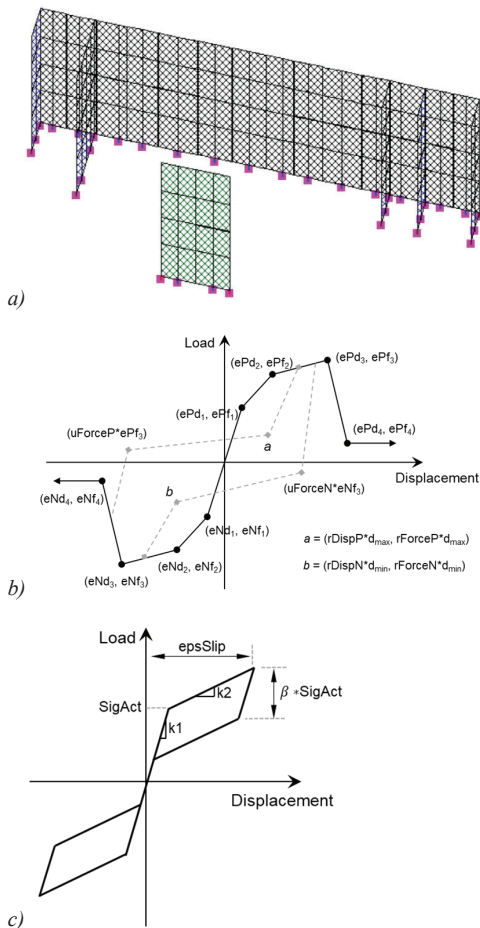 a)
Load
(ePd2, ePf2)
(ePd3, ePf3)
(ePd1, ePf1)
(uForceP*ePf3)
(ePd4, ePf4)
a
Displacement
(eNd4, eNf4)
b
(uForceN*eNf3)
(eNd1, eNf1)
(eNd3, eNf3)
(eNd2, eNf2)
a = (rDispP*dmax, rForceP*dmax)
b = (rDispN*dmin, rForceN*dmin)
b)
Load
epsSlip
SigAct
k2
β *SigAct
k1
Displacement
c)